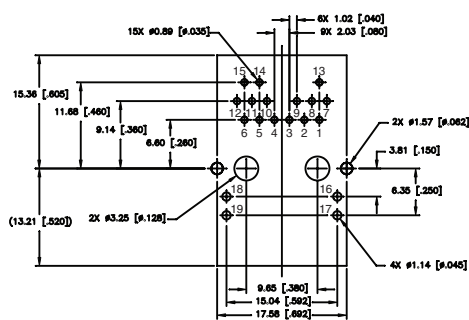 6X 1.02 [.040]
15X ø0.89 [ø.035]
9X 2.03 [.080]
15 14 13
12 11 10 9 8 7
6 5 4 3 2 1
15.36 [.605]
11.68 [.460]
9.14 [.360]
6.60 [.260]
2X ø1.57 [ø.062]
3.81 [.150]
6.35 [.250]
(13.21 [.520])
18 16
2X ø3.25 [ø.128]
19 17
4X ø1.14 [ø.045]
9.65 [.380]
15.04 [.592]
17.58 [.692]